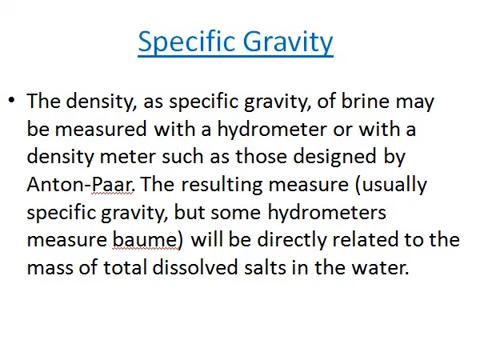 Specific Gravity
• The density, as specific gravity, of brine may
be measured with a hydrometer or with a
density meter such as those designed by
Anton-Paar. The resulting measure (usually
specific gravity, but some hydrometers
measure baume) will be directly related to the
mass of total dissolved salts in the water.